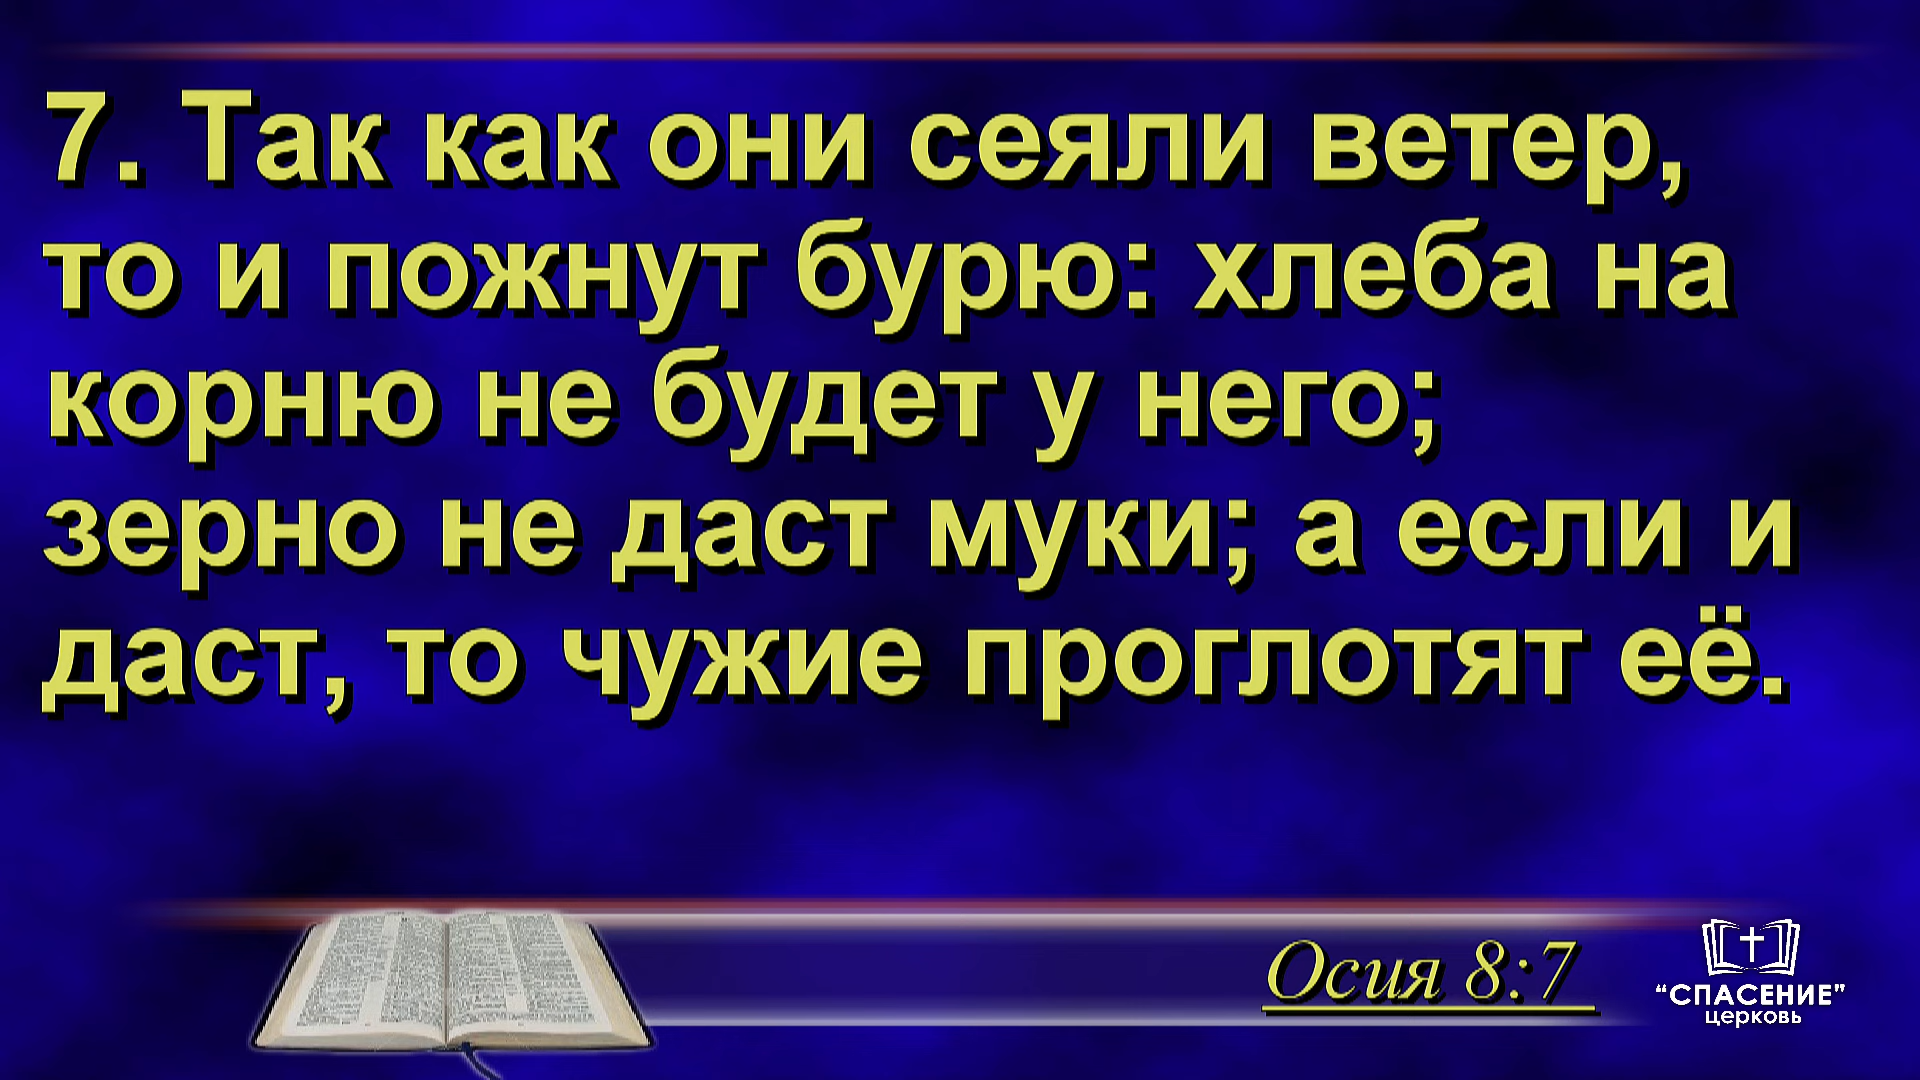 7. Так как они сеяли ветер,
то и пожнут бурю: хлеба на
корню не будет у него;
зерно не даст муки; а если и
даст, то чужие проглотят её.
Осия 8:7
“СПАСЕНИЕ”
церковь